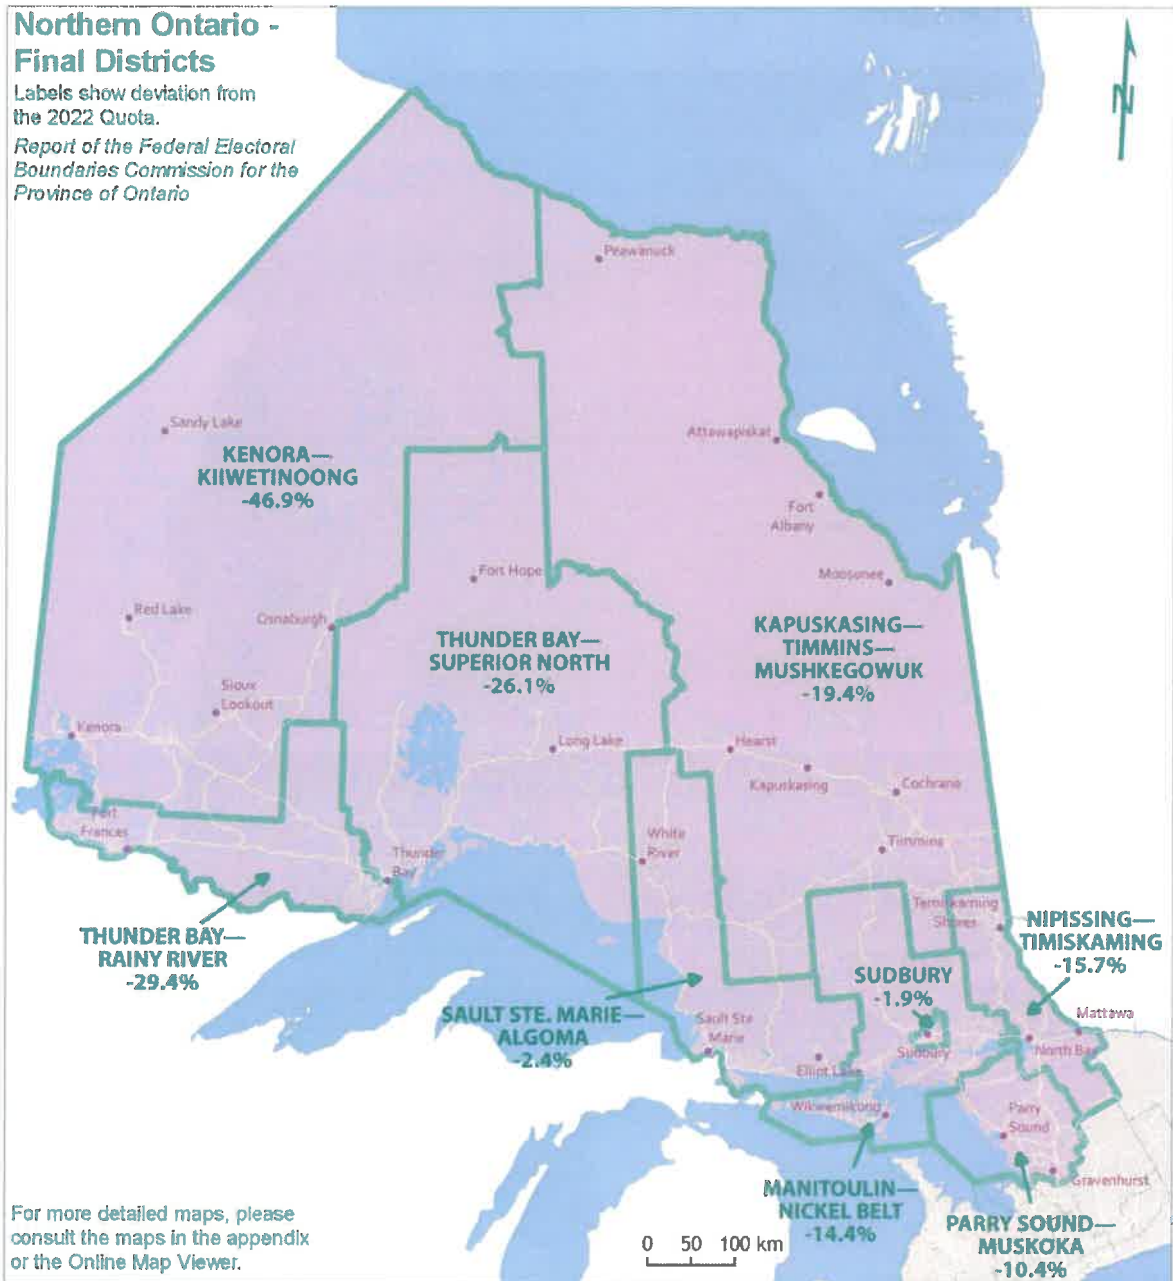 Northern Ontario -
Final Districts
Labels show deviation from
the 2022 Quota.
Report of the Federal Electoral
Boundaries Commission for the
Province of Ontario
N
Peawanuck
Sandy Lake
Attawapiskat
KENORA—
KIIWETINOONG
-46.9%
Fort
Albany
Fort Hope
Moosonee
Red Lake
Osnaburgh
KAPUSKASING—
TIMMINS—
MUSHKEGOWUK
-19.4%
THUNDER BAY—
SUPERIOR NORTH
-26.1%
Sioux
Lookout
Kenora
Long Lake
Hearst
Kapuskasing
Cochrane
Fort
Frances
White
River
Timmins
Thunder
Bay
Temiskaming
Shores
NIPISSING—
TIMISKAMING
-15.7%
THUNDER BAY—
RAINY RIVER
-29.4%
SUDBURY
-1.9%
SAULT STE. MARIE—
ALGOMA
-2.4%
Sault Ste
Marie
Mattawa
Sudbury
North Bay
Elliot Lake
Wikwemikong
Parry
Sound
Gravenhurst
MANITOULIN—
NICKEL BELT
-14.4%
PARRY SOUND—
MUSKOKA
-10.4%
For more detailed maps, please
consult the maps in the appendix
or the Online Map Viewer.
0 50 100 km